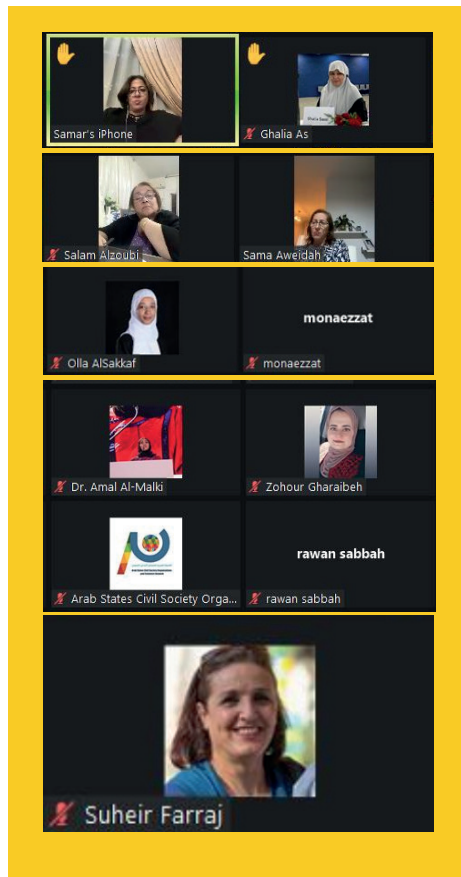 Samar's iPhone
Ghalia As
Salam Alzoubi
Sama Aweidah
Olla AlSakkaf
monaezzat
monaezzat
Dr. Amal Al-Malki
Zohour Gharaibeh
rawan sabbah
Arab States Civil Society Orga...
rawan sabbah
Suheir Farraj